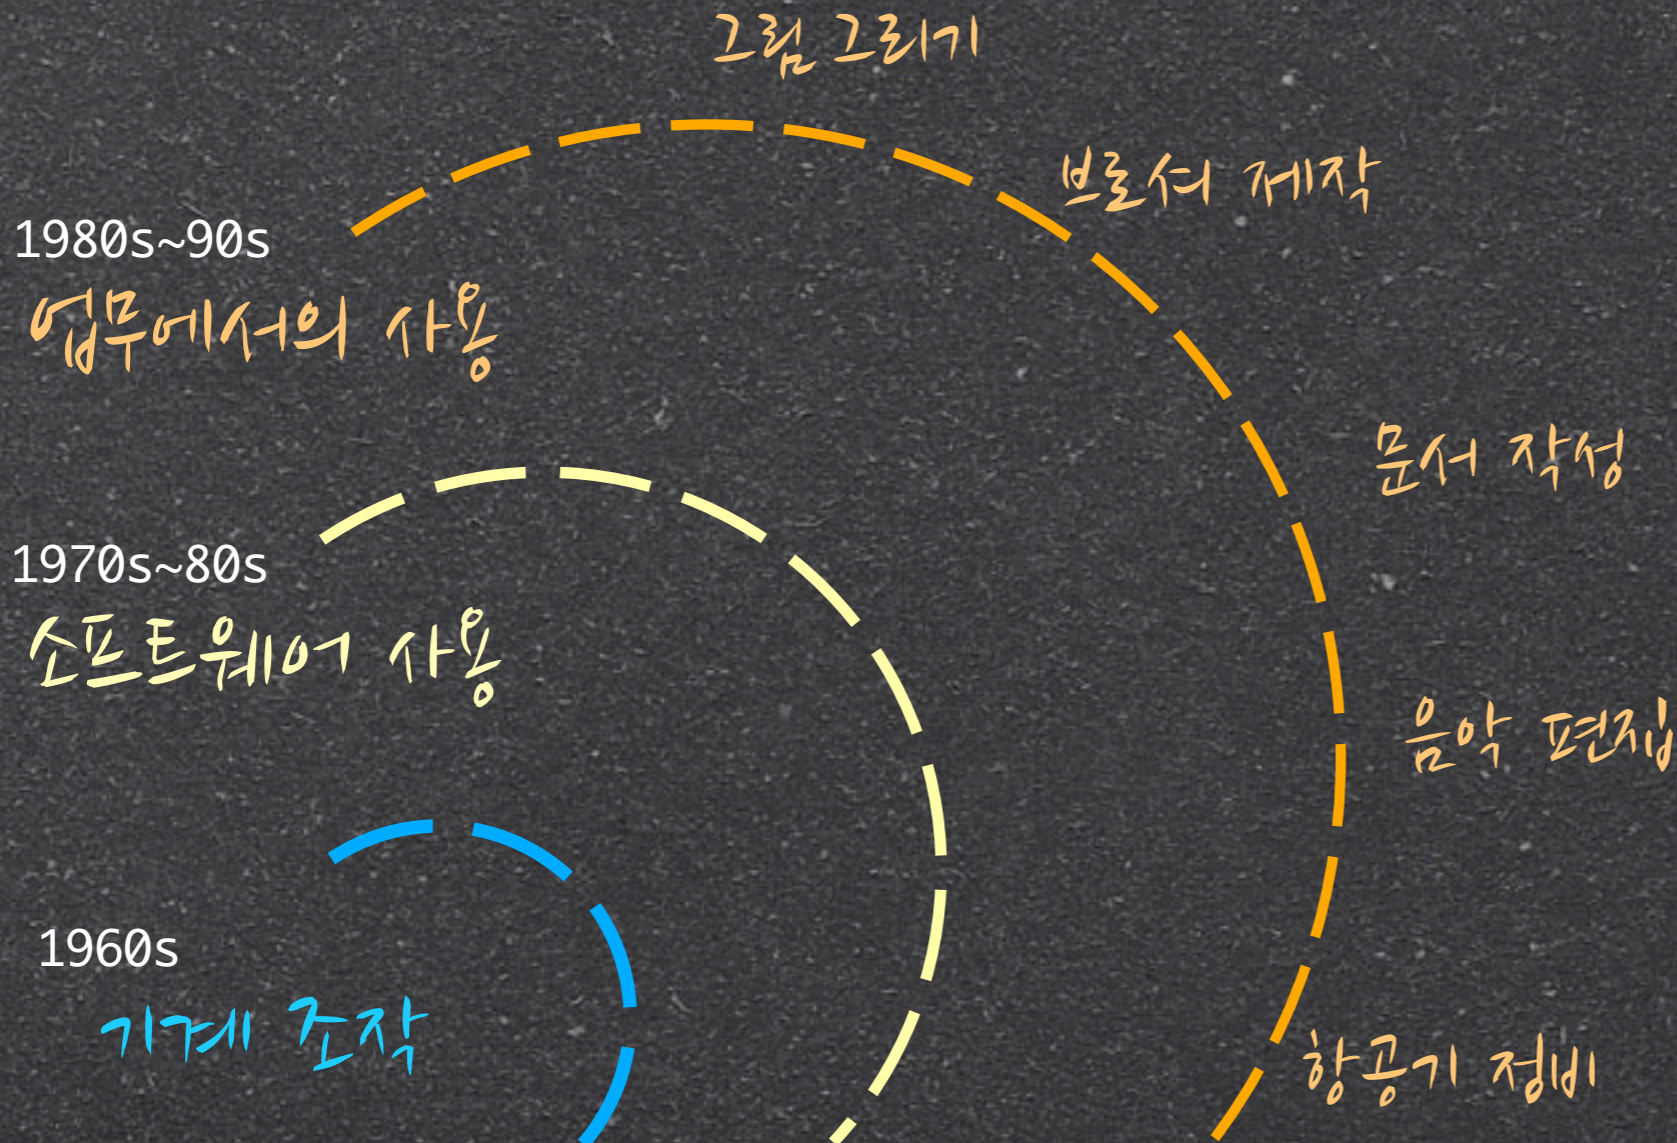 그림 그리기
브로셔 제작
1980s~90s
업무에서의 사용
문서 작성
1970s~80s
소프트웨어 사용
음악 편집
1960s
기계 조작
항공기 정비